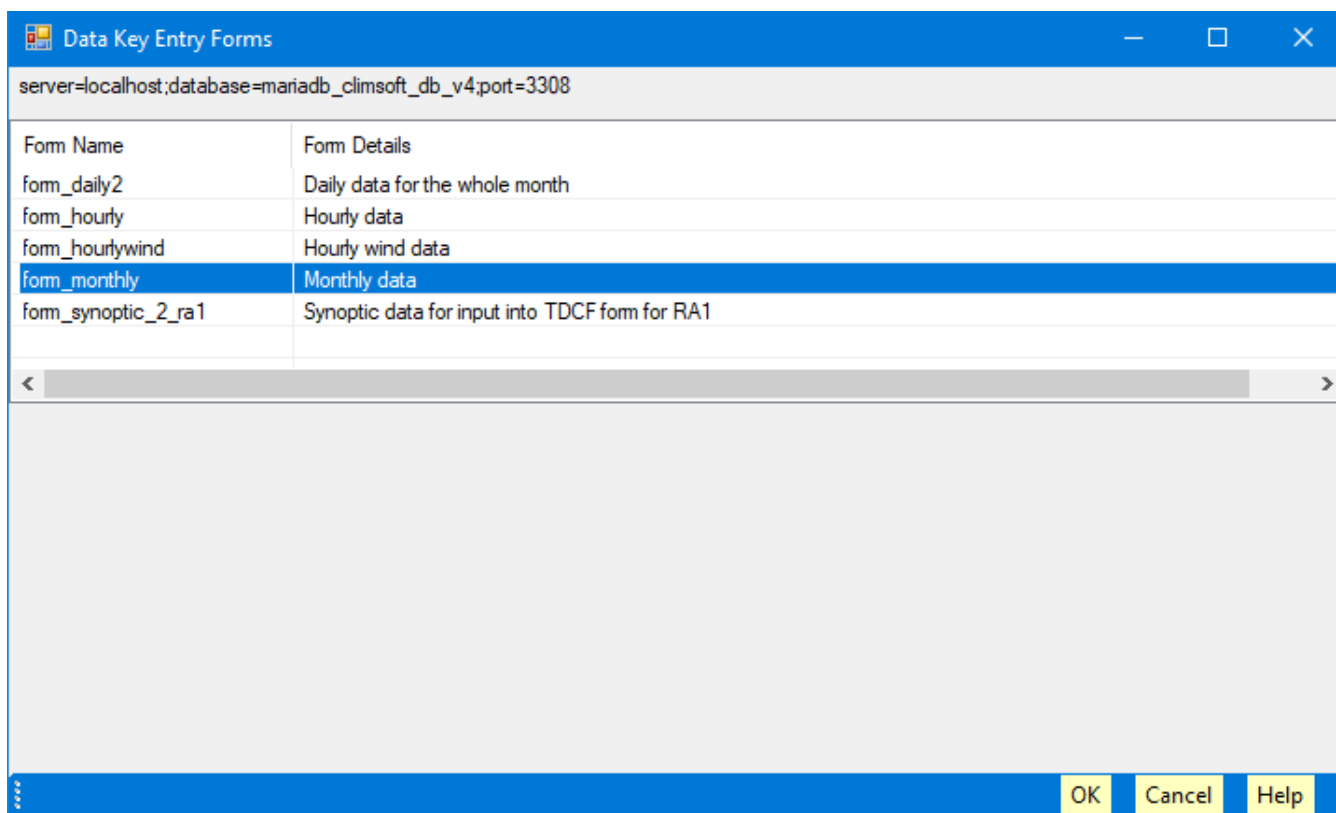 Data Key Entry Forms
server=localhost;database=mariadb_climsoft_db_v4;port=3308
Form Name Form Details
form_daily2 Daily data for the whole month
form_hourly Hourly data
form_hourlywind Hourly wind data
form_monthly Monthly data
form_synoptic_2_ra1 Synoptic data for input into TDCF form for RA1
OK Cancel Help